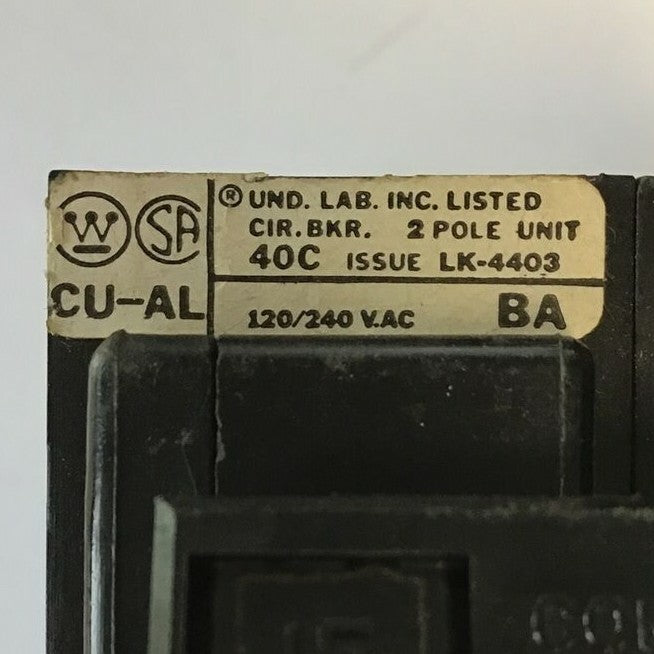 W SA ® UND. LAB. INC. LISTED
CIR. BKR. 2 POLE UNIT
40C ISSUE LK-4403
CU-AL 120/240 V.AC BA